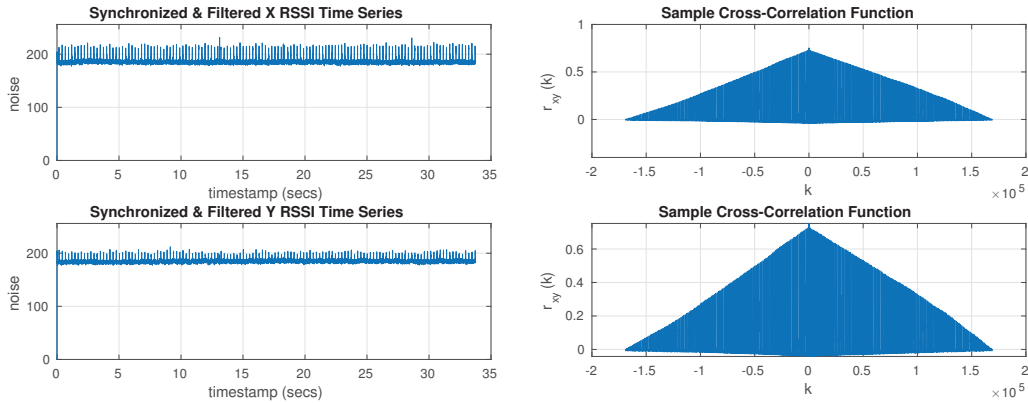 Synchronized & Filtered X RSSI Time Series
200
100
0
noise
0 5 10 15 20 25 30 35
timestamp (secs)
Sample Cross-Correlation Function
1
0.5
0
r xy (k)
-2 -1.5 -1 -0.5 0 0.5 1 1.5 2
k
× 10 5
Synchronized & Filtered Y RSSI Time Series
200
100
0
noise
0 5 10 15 20 25 30 35
timestamp (secs)
Sample Cross-Correlation Function
0.6
0.4
0.2
0
r xy (k)
-2 -1.5 -1 -0.5 0 0.5 1 1.5 2
k
× 10 5